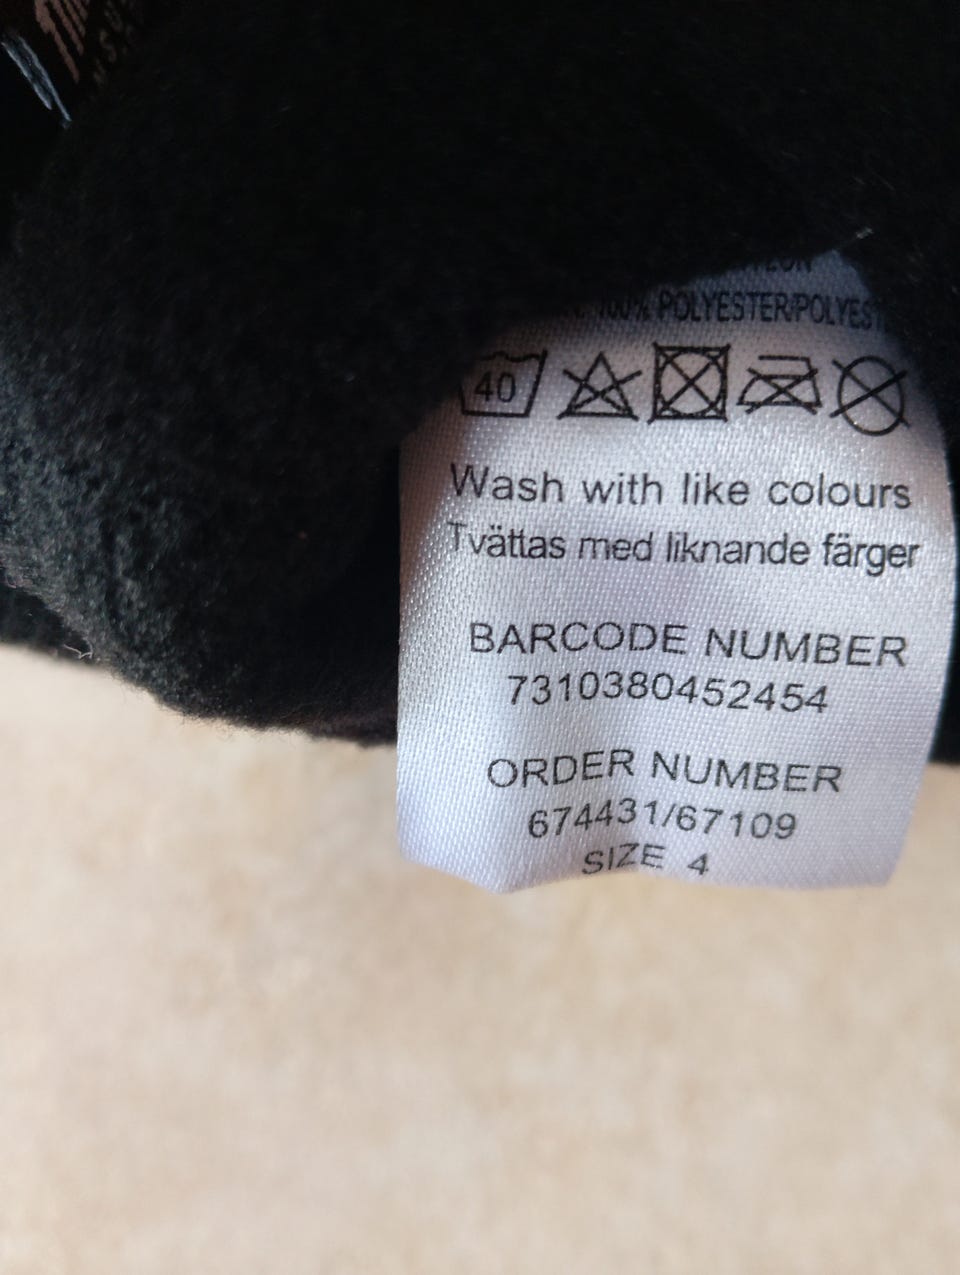 100% POLYESTER/POLYES
40
Wash with like colours
Tvättas med liknande färger
BARCODE NUMBER
7310380452454
ORDER NUMBER
674431/67109
SIZE 4